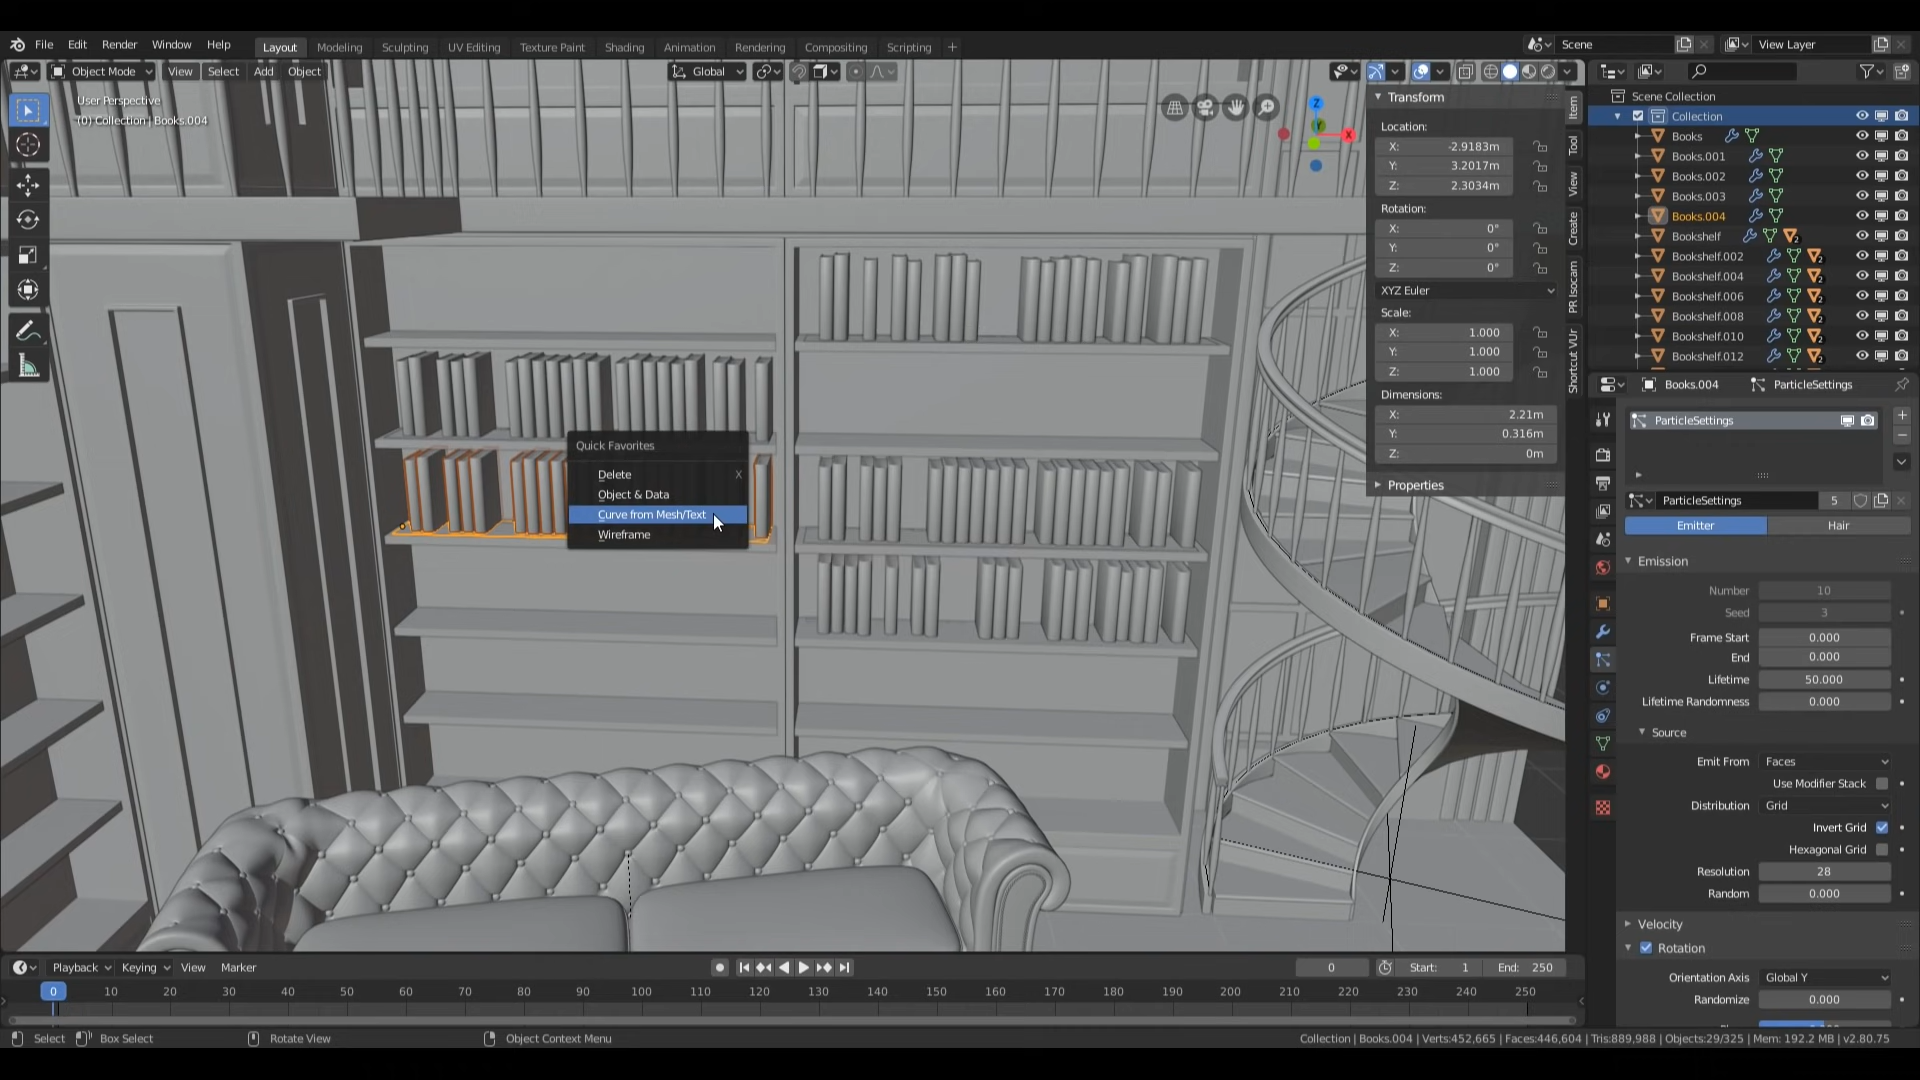 File Edit Render Window Help Layout Modeling Sculpting UV Editing Texture Paint Shading Animation Rendering Compositing Scripting + Scene View Layer
Object Mode View Select Add Object Global
User Perspective
(0) Collection | Books.004
Z
Y
X
Quick Favorites
Delete X
Object & Data
Curve from Mesh/Text
Wireframe
Transform
Location:
X: -2.9183m
Y: 3.2017m
Z: 2.3034m
Rotation:
X: 0°
Y: 0°
Z: 0°
XYZ Euler
Scale:
X: 1.000
Y: 1.000
Z: 1.000
Dimensions:
X: 2.21m
Y: 0.316m
Z: 0m
Properties
Item
Tool
View
Create
PR Isocam
Shortcut VUr
Scene Collection
Collection
Books
Books.001
Books.002
Books.003
Books.004
Bookshelf 2
Bookshelf.002 2
Bookshelf.004 2
Bookshelf.006 2
Bookshelf.008 2
Bookshelf.010 2
Bookshelf.012 2
Books.004 ParticleSettings
ParticleSettings
ParticleSettings 5
Emitter Hair
Emission
Number 10
Seed 3
Frame Start 0.000
End 0.000
Lifetime 50.000
Lifetime Randomness 0.000
Source
Emit From Faces
Use Modifier Stack
Distribution Grid
Invert Grid
Hexagonal Grid
Resolution 28
Random 0.000
Velocity
Rotation
Orientation Axis Global Y
Randomize 0.000
Playback Keying View Marker 0 Start: 1 End: 250
0 10 20 30 40 50 60 70 80 90 100 110 120 130 140 150 160 170 180 190 200 210 220 230 240 250
Select Box Select Rotate View Object Context Menu Collection | Books.004 | Verts:452,665 | Faces:446,604 | Tris:889,988 | Objects:29/325 | Mem: 192.2 MB | v2.80.75